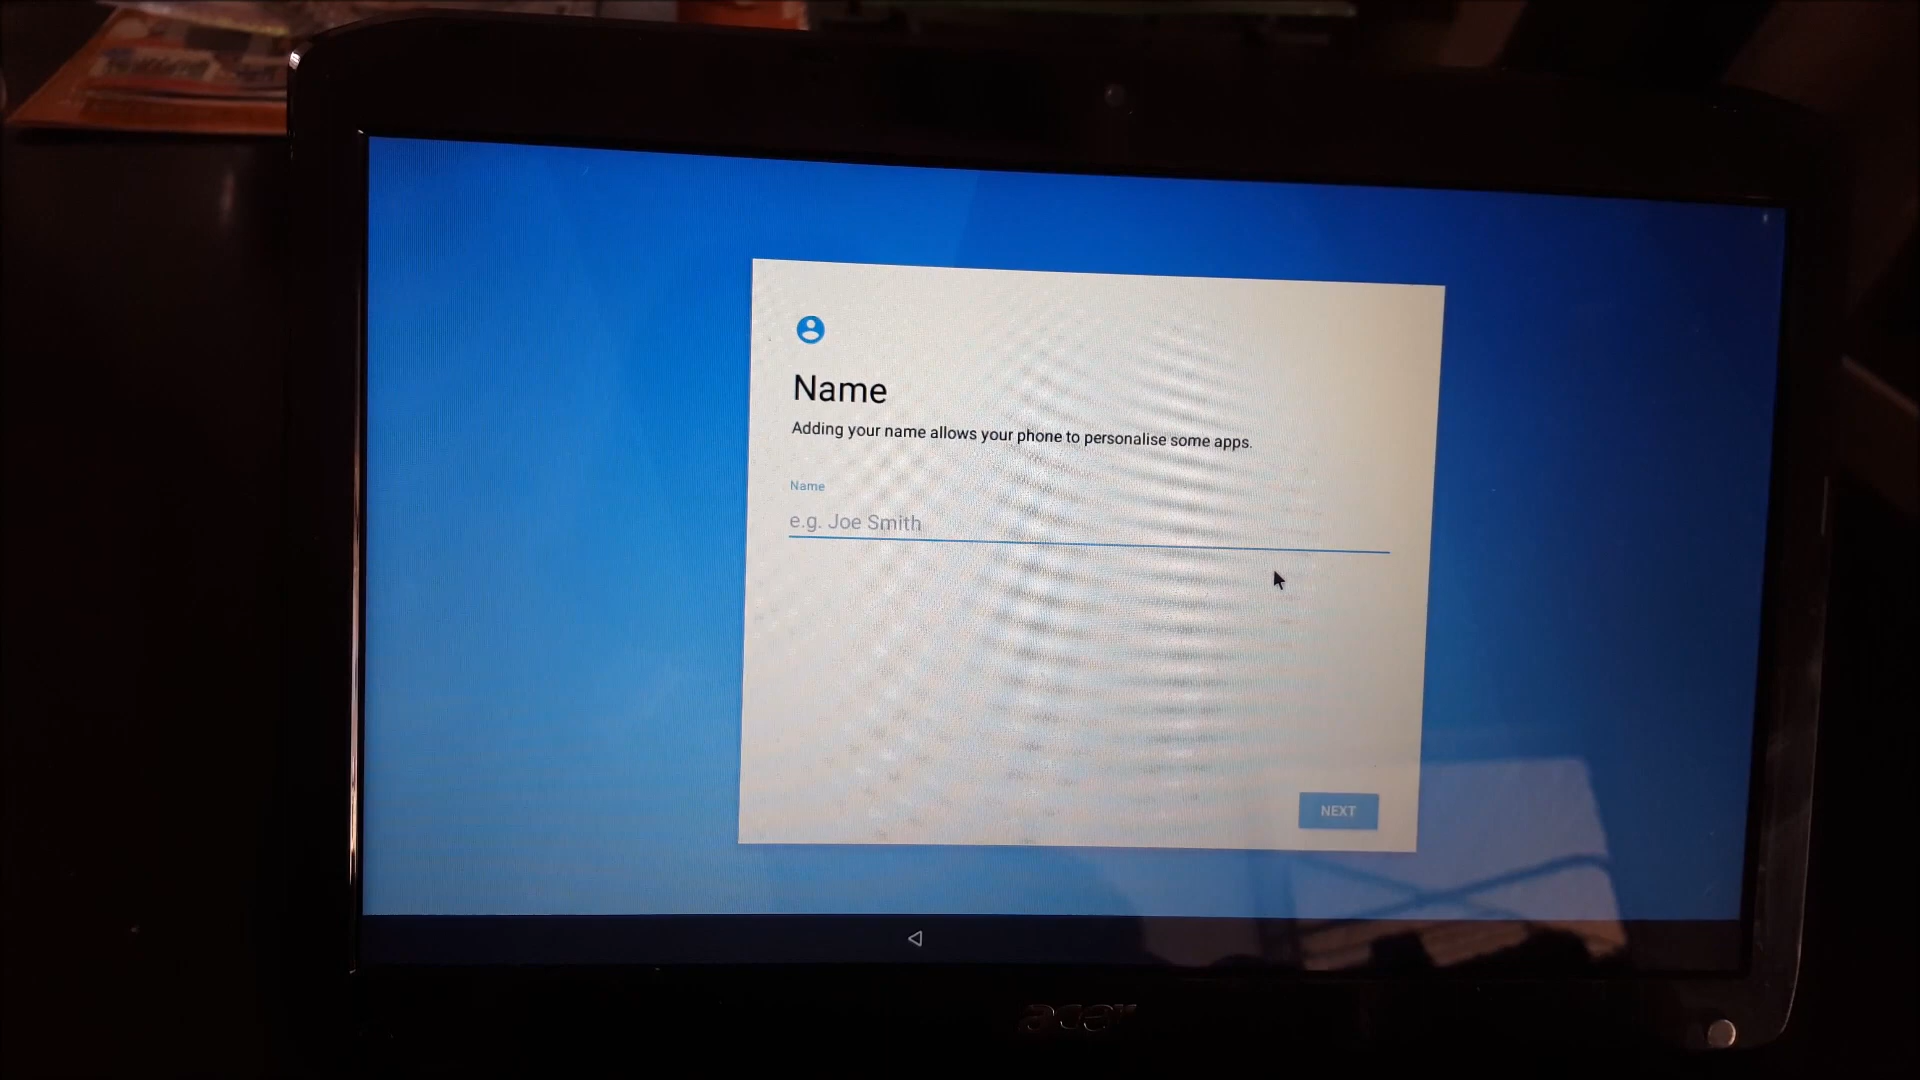 Name
Adding your name allows your phone to personalise some apps.
Name
e.g. Joe Smith
NEXT
acer